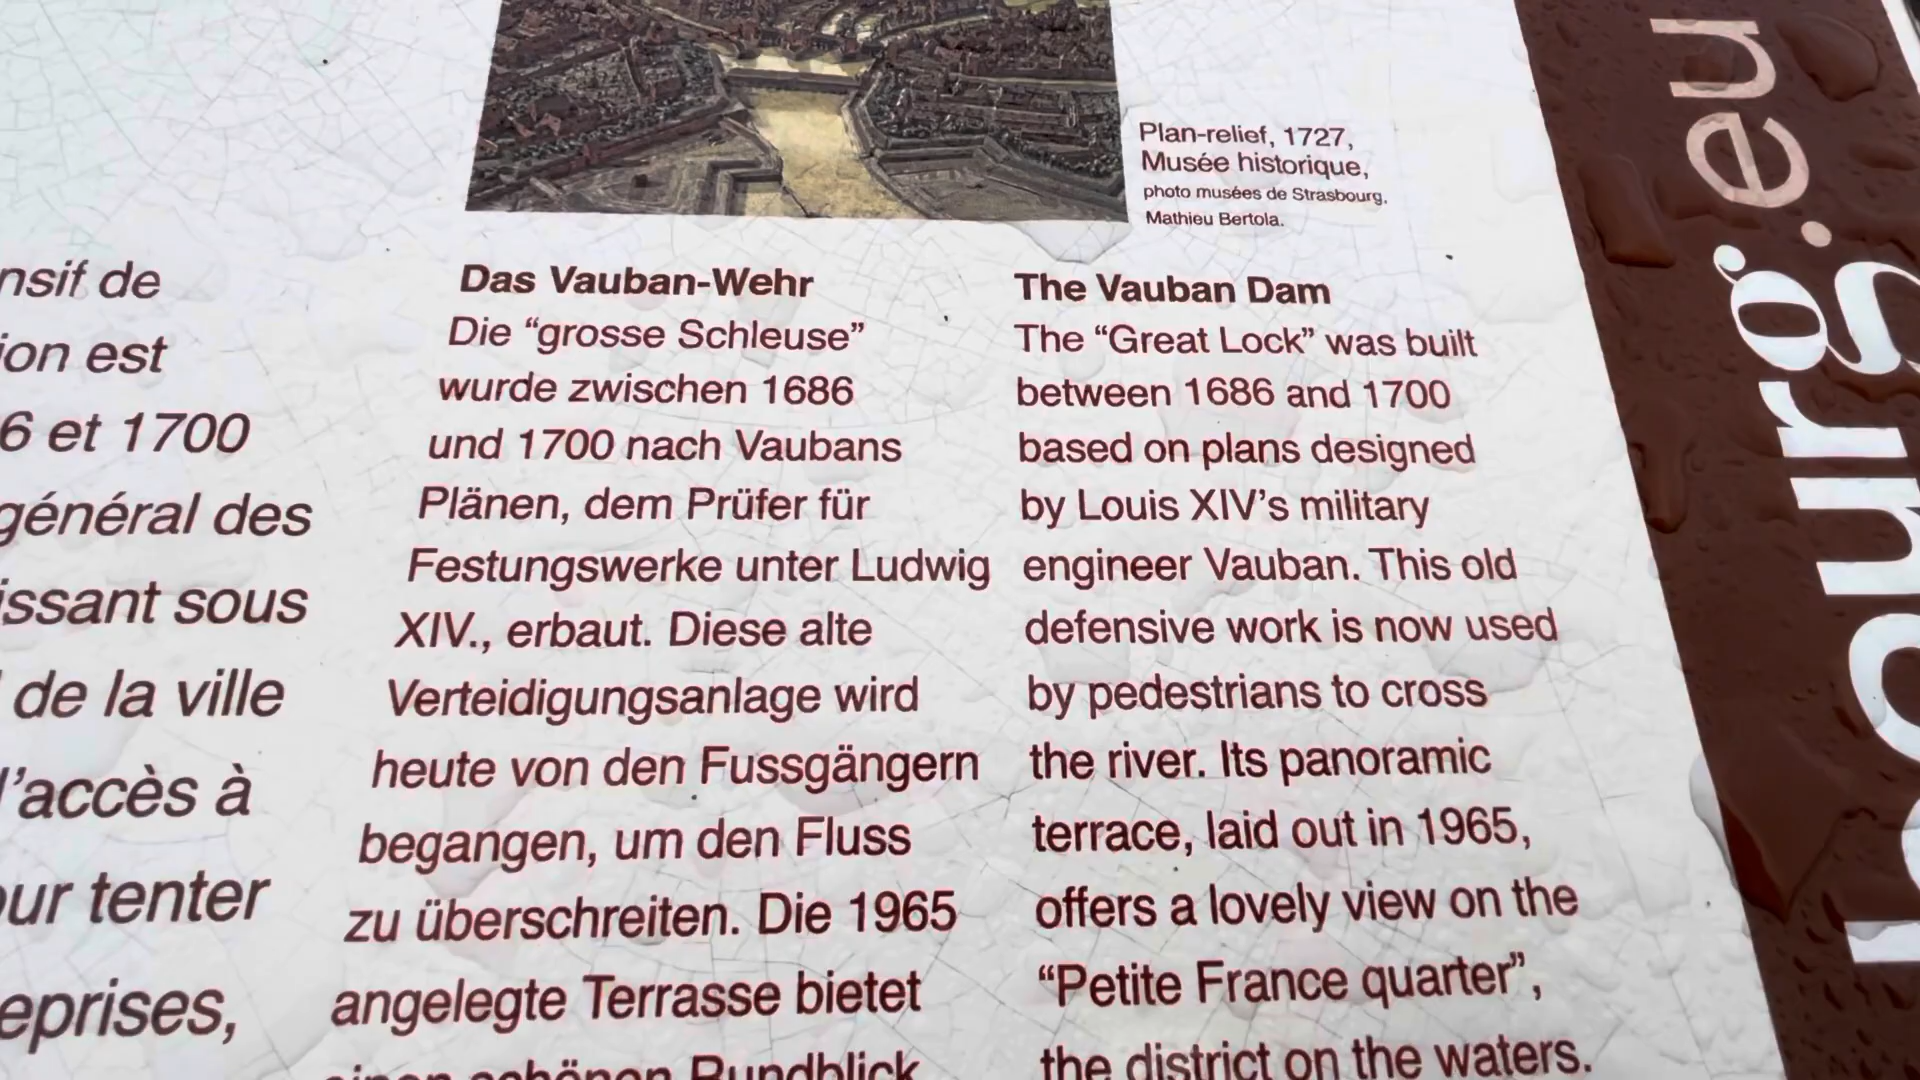 Plan-relief, 1727,
Musée historique,
photo musées de Strasbourg,
Mathieu Bertola.
nsif de
ion est
6 et 1700
général des
issant sous
de la ville
l’accès à
our tenter
eprises,
Das Vauban-Wehr
Die “grosse Schleuse”
wurde zwischen 1686
und 1700 nach Vaubans
Plänen, dem Prüfer für
Festungswerke unter Ludwig
XIV., erbaut. Diese alte
Verteidigungsanlage wird
heute von den Fussgängern
begangen, um den Fluss
zu überschreiten. Die 1965
angelegte Terrasse bietet
einen schönen Rundblick
The Vauban Dam
The “Great Lock” was built
between 1686 and 1700
based on plans designed
by Louis XIV’s military
engineer Vauban. This old
defensive work is now used
by pedestrians to cross
the river. Its panoramic
terrace, laid out in 1965,
offers a lovely view on the
“Petite France quarter”,
the district on the waters.
bourg.eu